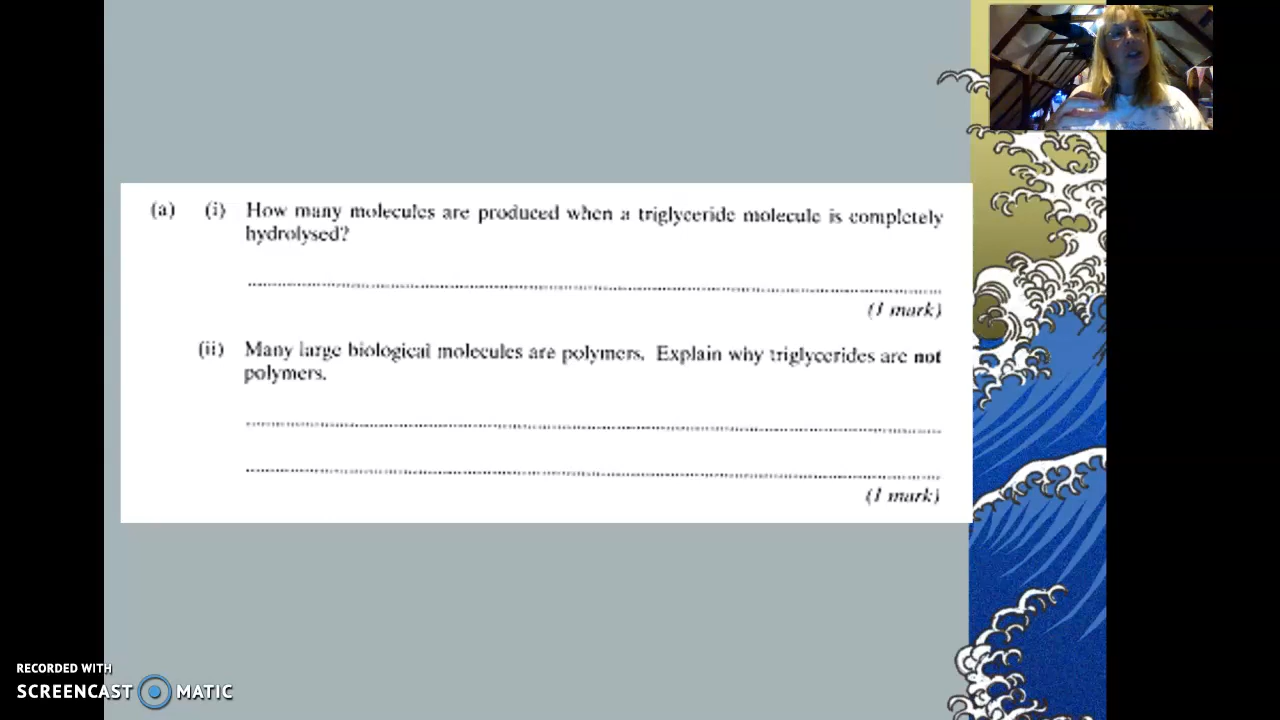 (a) (i) How many molecules are produced when a triglyceride molecule is completely
hydrolysed?
(1 mark)
(ii) Many large biological molecules are polymers. Explain why triglycerides are not
polymers.
(1 mark)
RECORDED WITH
SCREENCAST MATIC